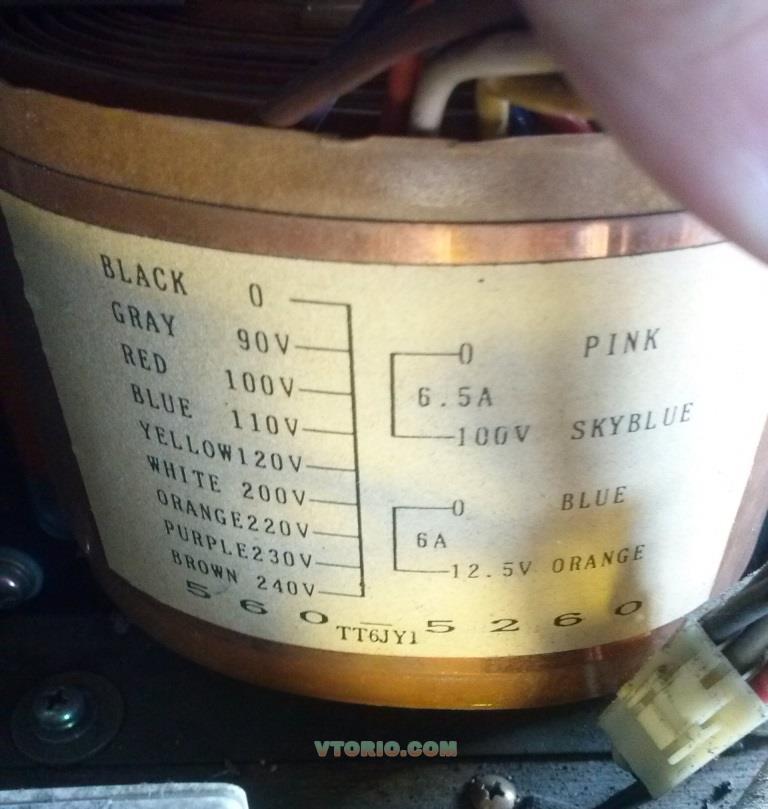 BLACK 0
GRAY 90V
RED 100V
BLUE 110V
YELLOW 120V
WHITE 200V
ORANGE 220V
PURPLE 230V
BROWN 240V
0 PINK
6.5A
100V SKYBLUE
0 BLUE
6A
12.5V ORANGE
560-5260
TT6JY1
VTORIO.COM